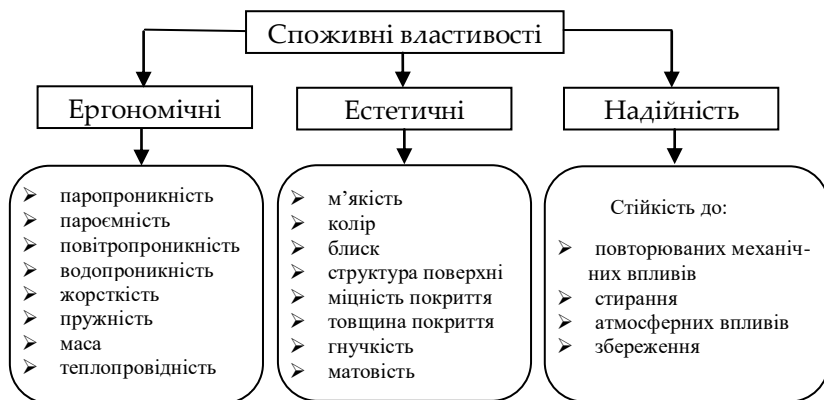 Споживні властивості
Ергономічні
Естетичні
Надійність
паропроникність
пароємність
повітропроникність
водопроникність
жорсткість
пружність
маса
теплопровідність
м’якість
колір
блиск
структура поверхні
міцність покриття
товщина покриття
гнучкість
матовість
Стійкість до:
повторюваних механіч-
них впливів
стирання
атмосферних впливів
збереження